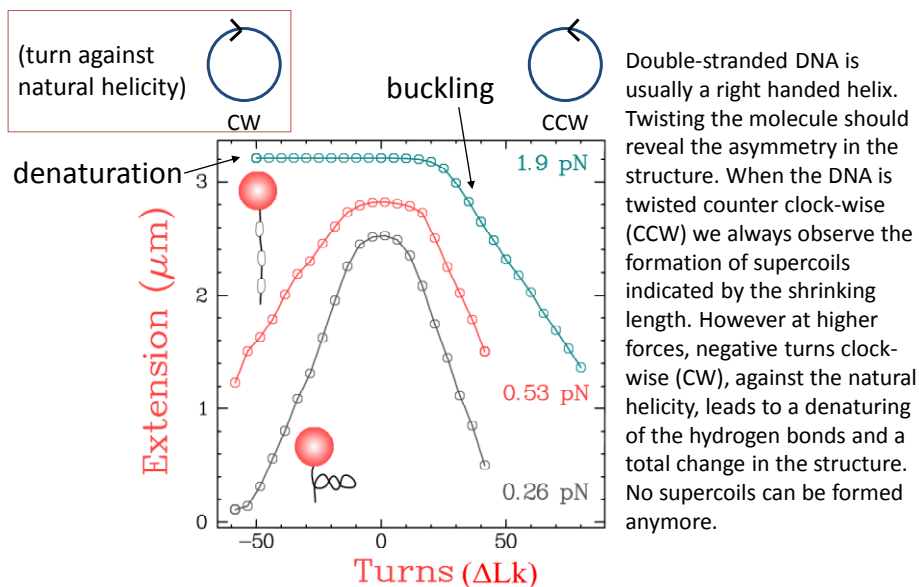 (turn against
natural helicity)
CW
CCW
buckling
denaturation
1.9 pN
0.53 pN
0.26 pN
Extension (μm)
3
2
1
0
−50
0
50
Turns (ΔLk)
Double-stranded DNA is
usually a right handed helix.
Twisting the molecule should
reveal the asymmetry in the
structure. When the DNA is
twisted counter clock-wise
(CCW) we always observe the
formation of supercoils
indicated by the shrinking
length. However at higher
forces, negative turns clock-
wise (CW), against the natural
helicity, leads to a denaturing
of the hydrogen bonds and a
total change in the structure.
No supercoils can be formed
anymore.